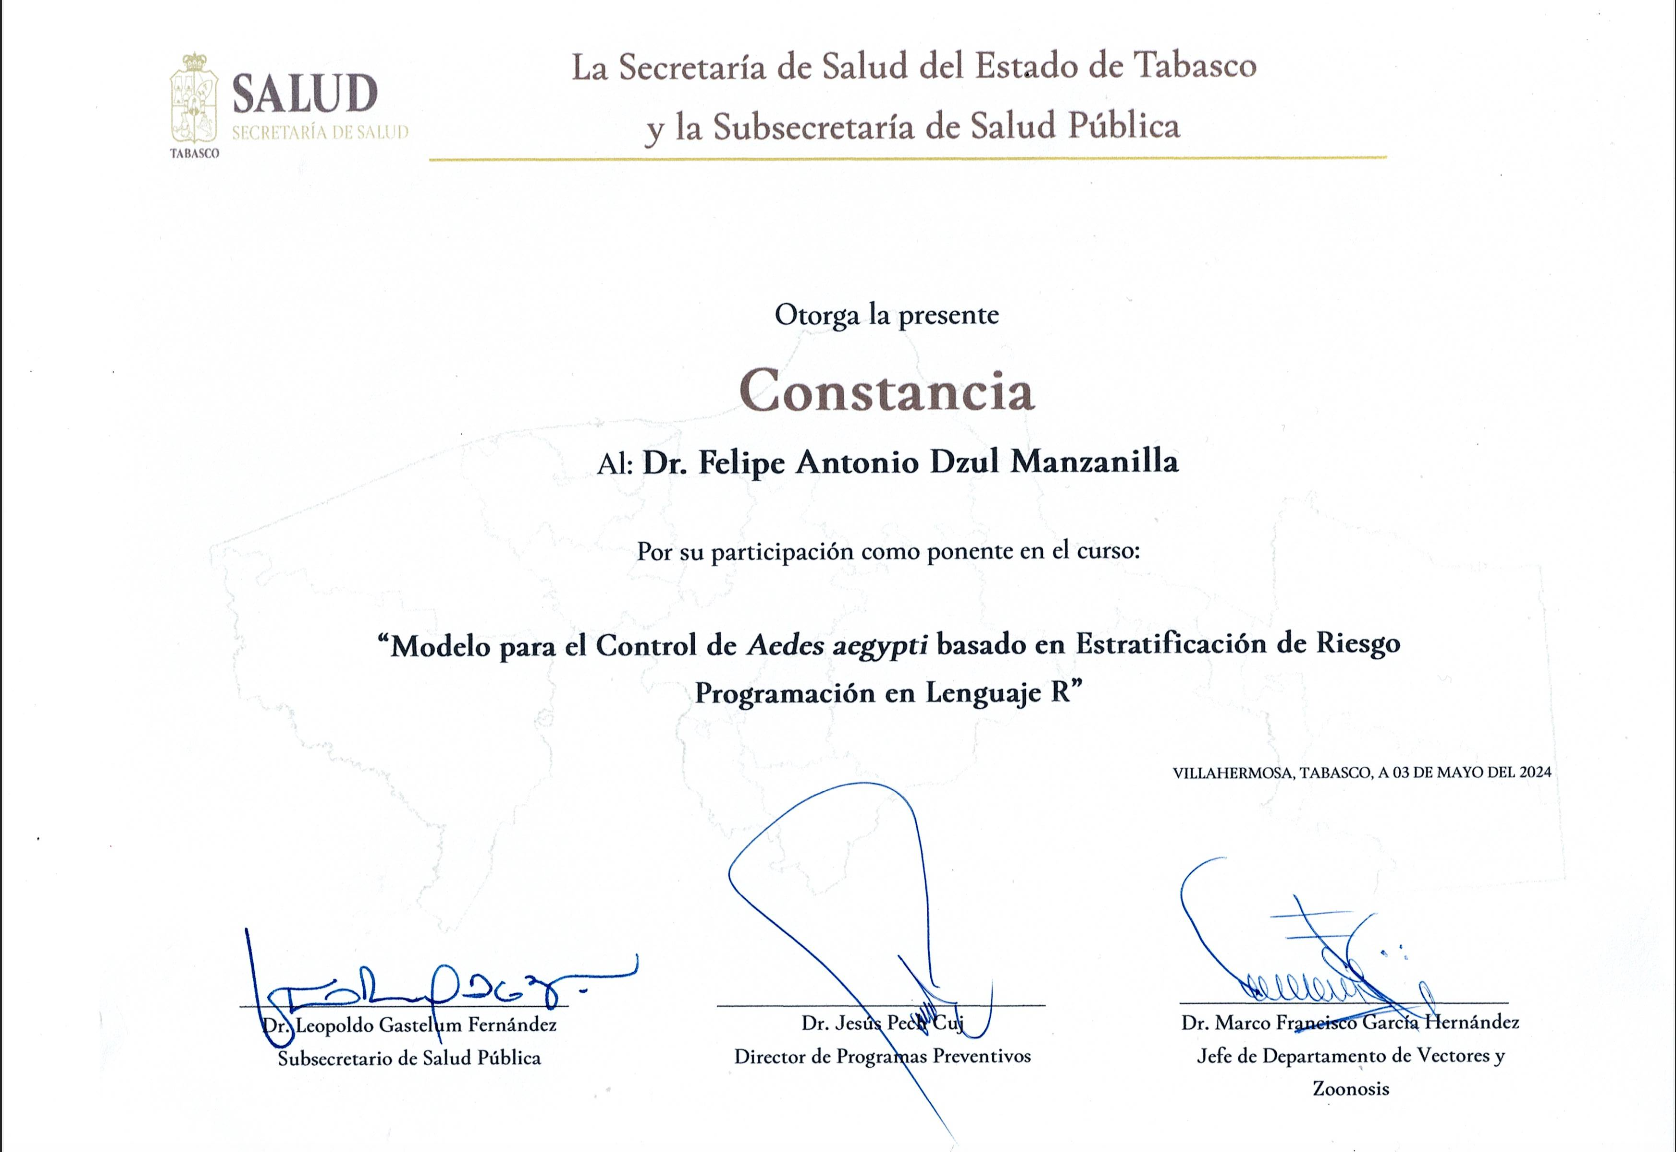 SALUD
SECRETARÍA DE SALUD
TABASCO
La Secretaría de Salud del Estado de Tabasco
y la Subsecretaría de Salud Pública
Otorga la presente
Constancia
Al: Dr. Felipe Antonio Dzul Manzanilla
Por su participación como ponente en el curso:
“Modelo para el Control de Aedes aegypti basado en Estratificación de Riesgo
Programación en Lenguaje R”
VILLAHERMOSA, TABASCO, A 03 DE MAYO DEL 2024
Dr. Leopoldo Gastelum Fernández
Subsecretario de Salud Pública
Dr. Jesús Pech Cuj
Director de Programas Preventivos
Dr. Marco Francisco García Hernández
Jefe de Departamento de Vectores y
Zoonosis